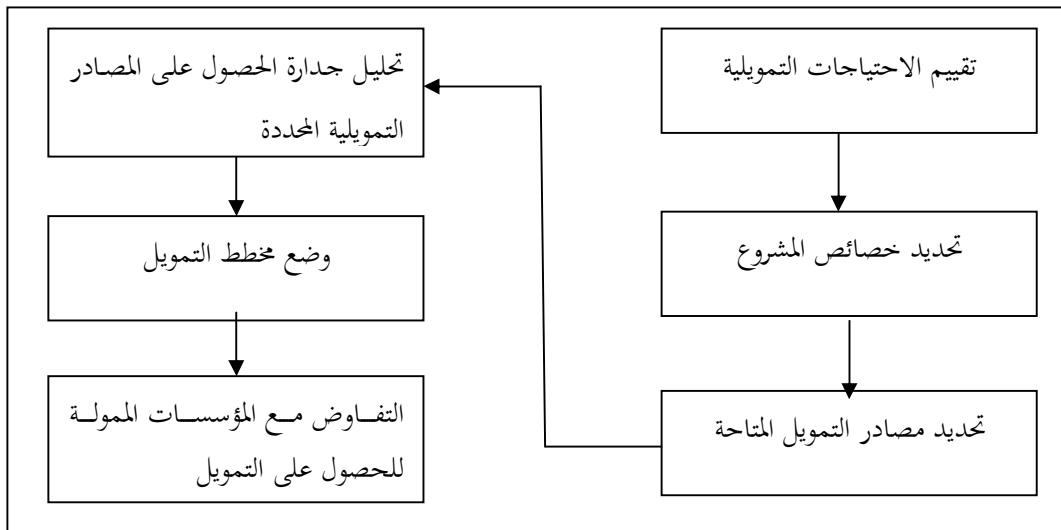 تقييم الاحتياجات التمويلية
تحديد خصائص المشروع
تحديد مصادر التمويل المتاحة
تحليل جدارة الحصول على المصادر
التمويلية المحددة
وضع مخطط التمويل
التفاوض مع المؤسسات الممولة
للحصول على التمويل